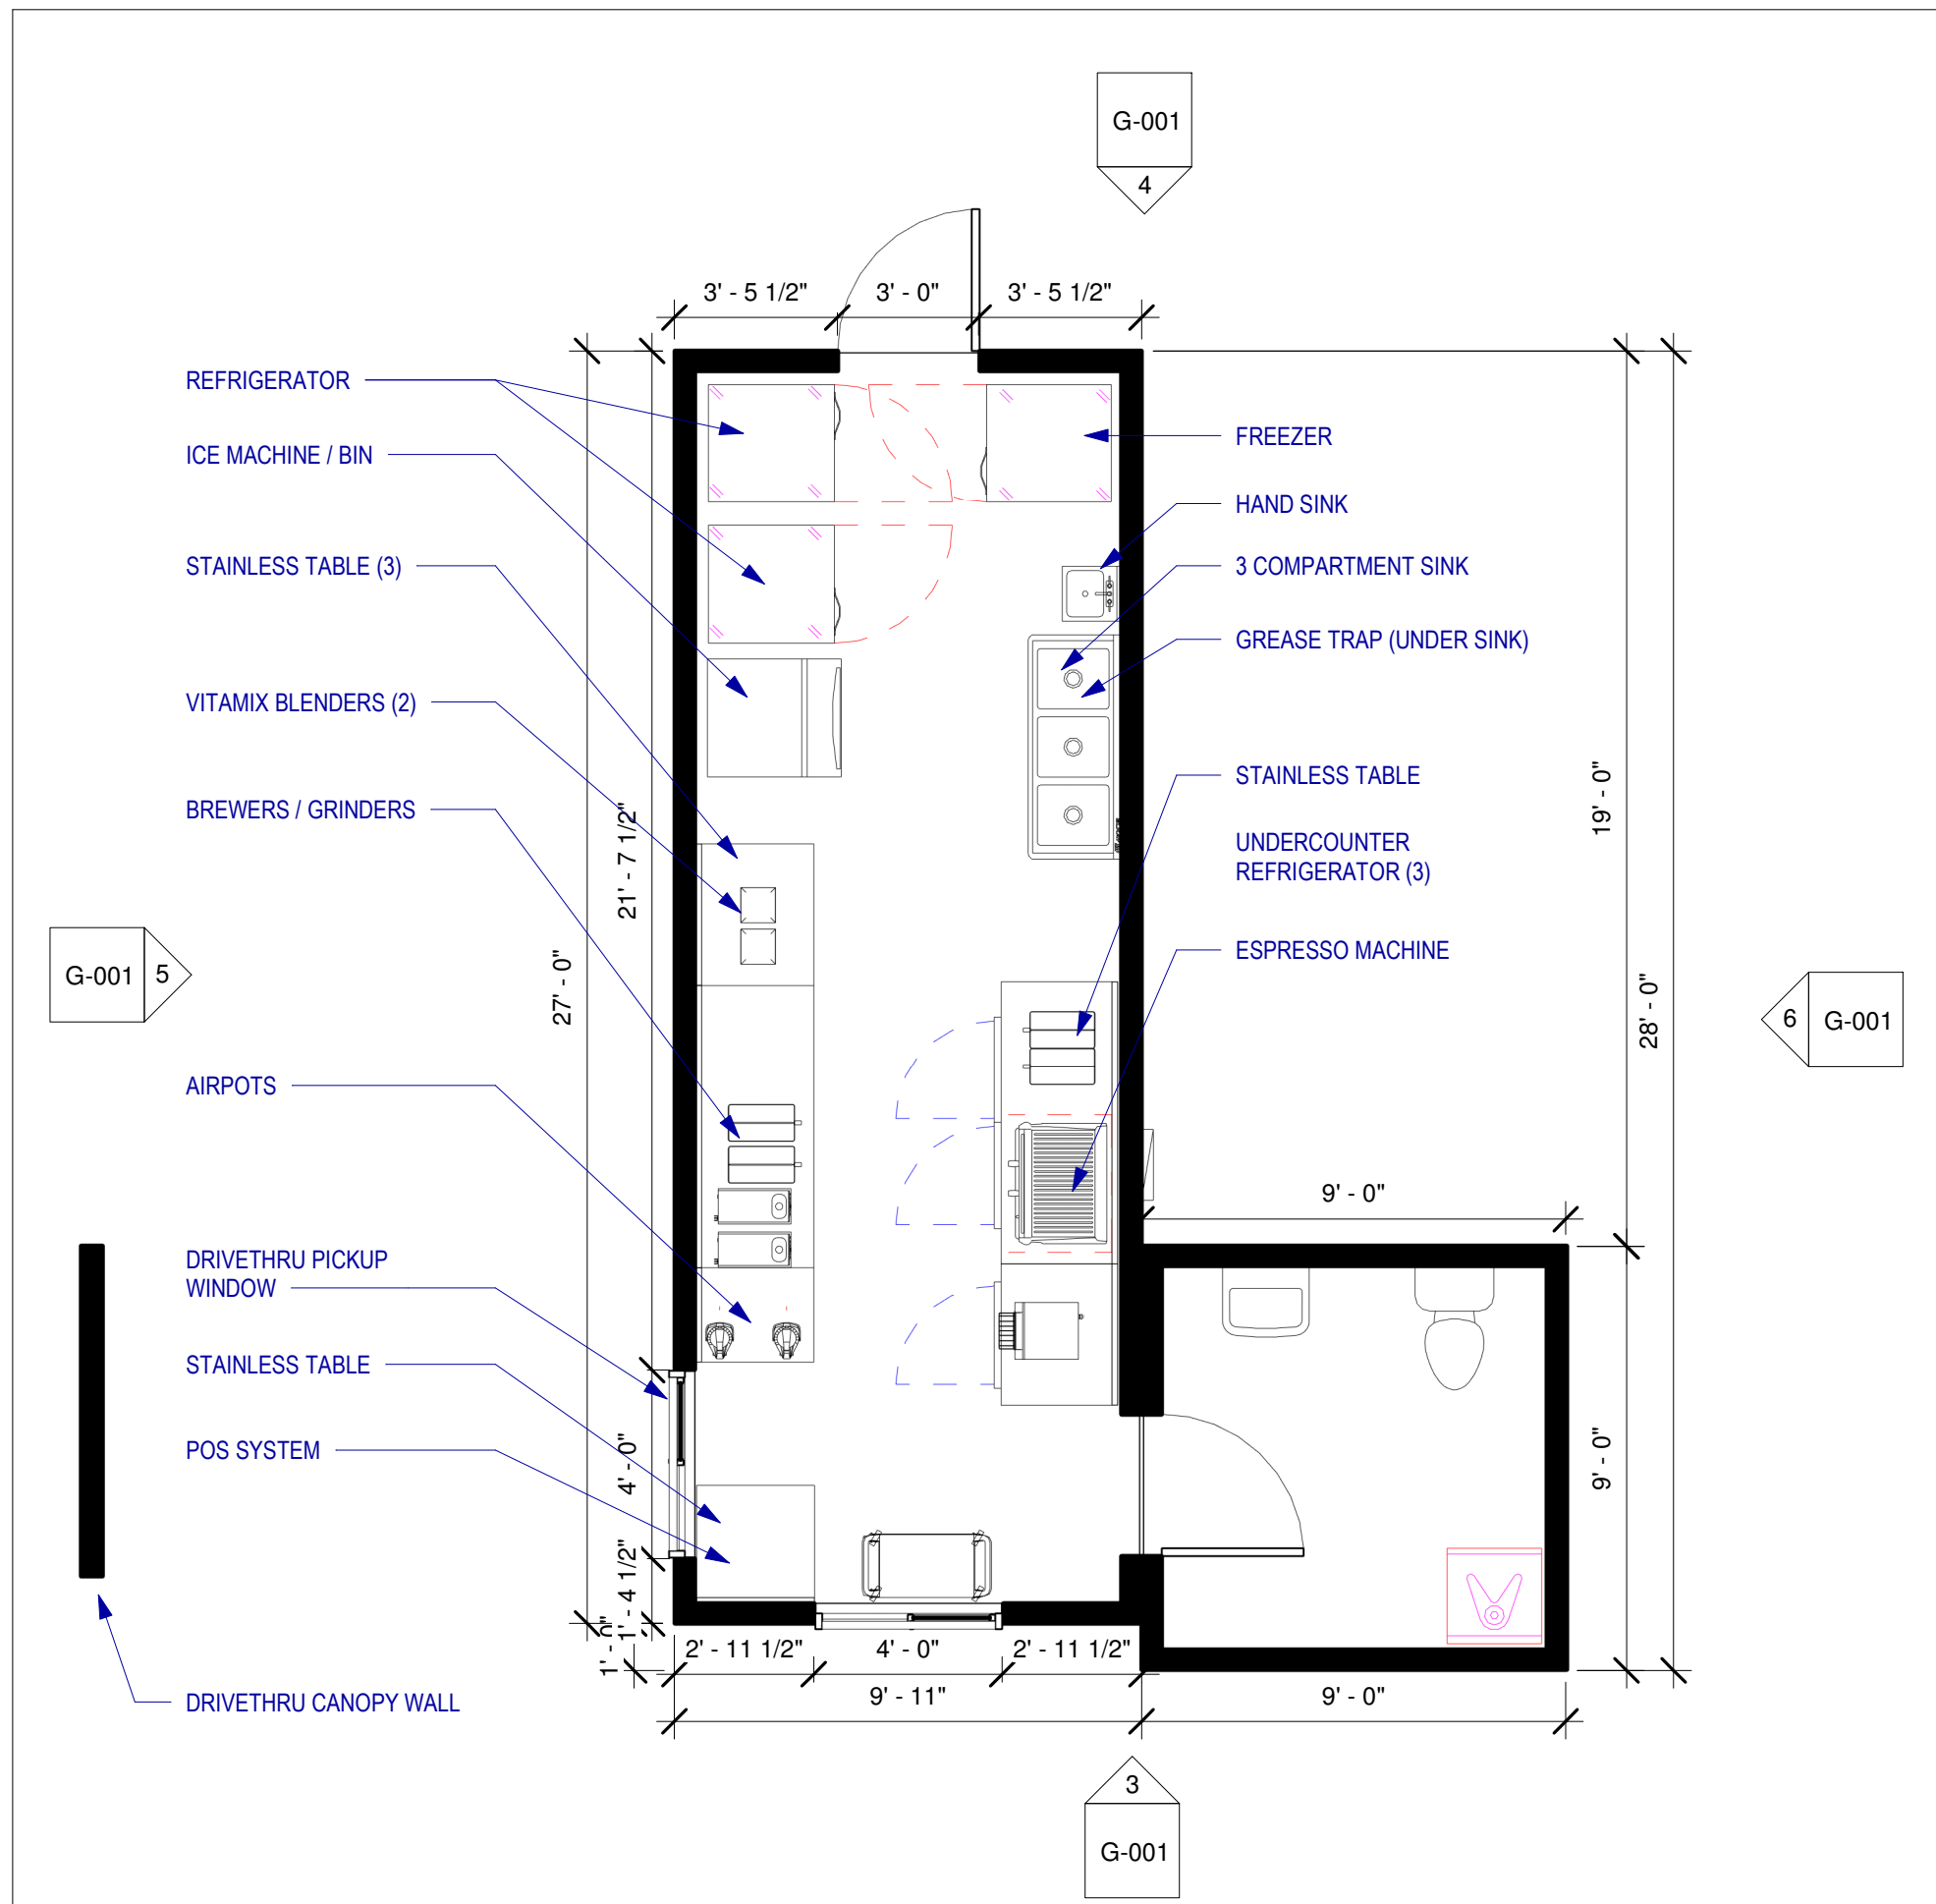 G-001
4
3' - 5 1/2"
3' - 0"
3' - 5 1/2"
REFRIGERATOR
ICE MACHINE / BIN
STAINLESS TABLE (3)
VITAMIX BLENDERS (2)
BREWERS / GRINDERS
AIRPOTS
DRIVETHRU PICKUP
WINDOW
STAINLESS TABLE
POS SYSTEM
DRIVETHRU CANOPY WALL
FREEZER
HAND SINK
3 COMPARTMENT SINK
GREASE TRAP (UNDER SINK)
STAINLESS TABLE
UNDERCOUNTER
REFRIGERATOR (3)
ESPRESSO MACHINE
G-001
5
27' - 0"
21' - 7 1/2"
4' - 0"
1' - 4 1/2"
1' - 0"
19' - 0"
28' - 0"
9' - 0"
9' - 0"
6
G-001
2' - 11 1/2"
4' - 0"
2' - 11 1/2"
9' - 11"
9' - 0"
3
G-001